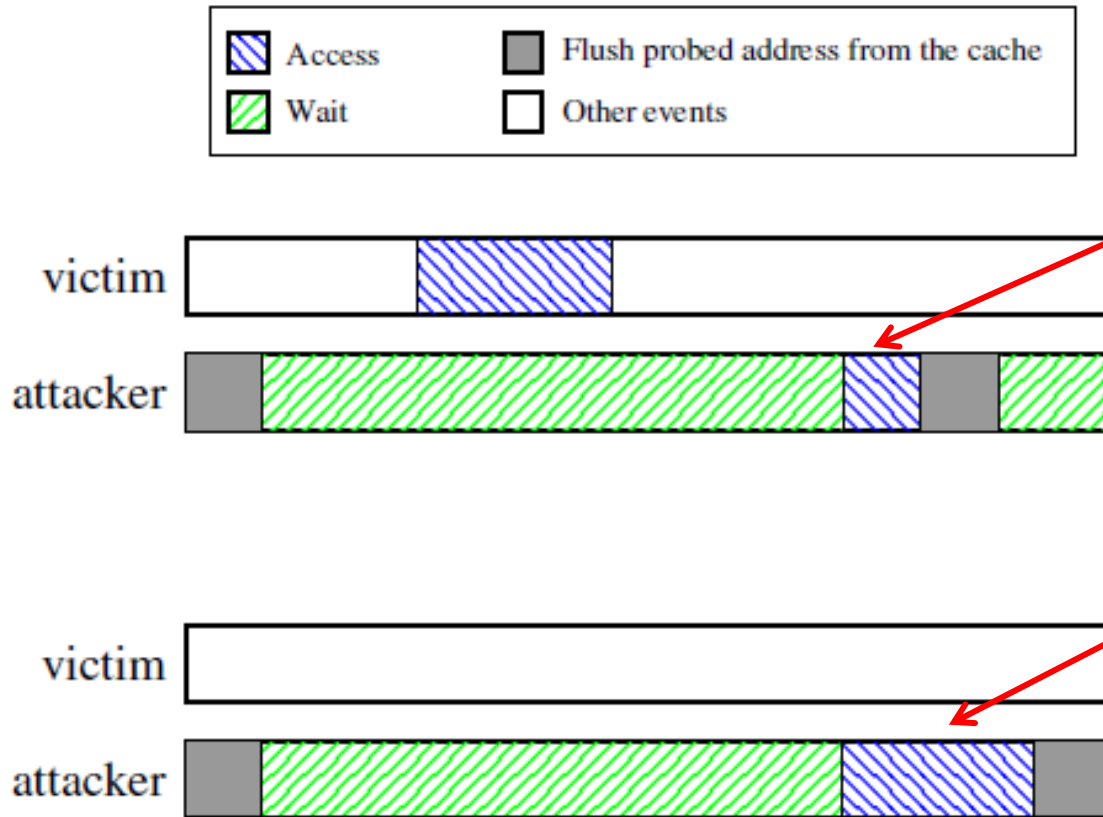 Access
Flush probed address from the cache
Wait
Other events
victim
attacker
victim
attacker